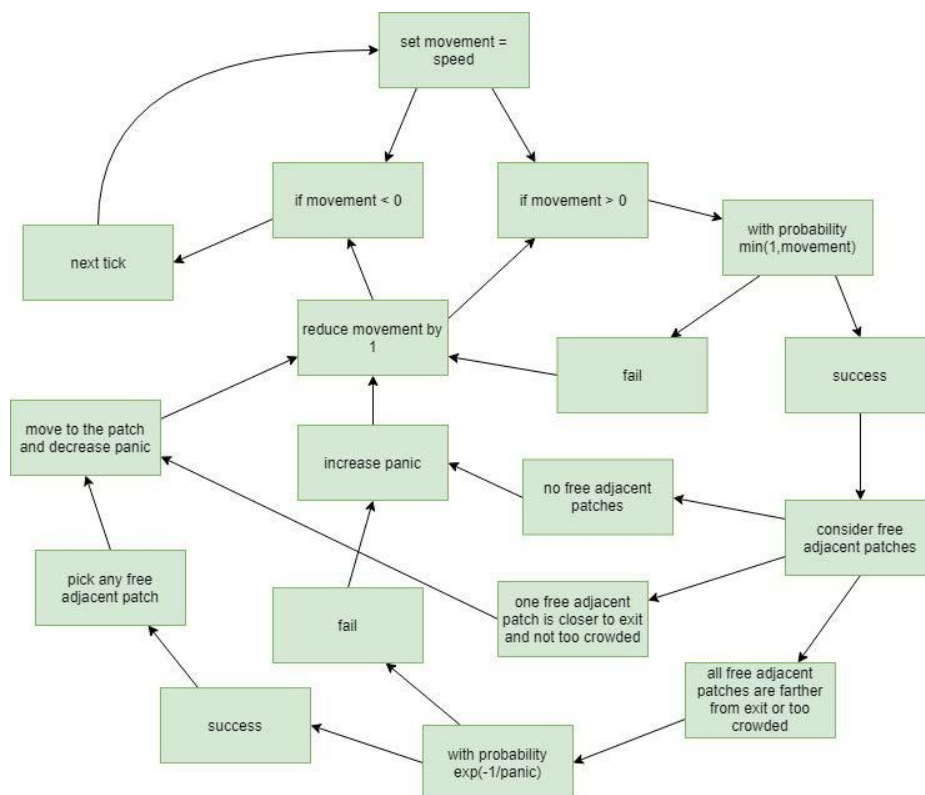 set movement =
speed
if movement < 0
if movement > 0
with probability
min(1,movement)
next tick
reduce movement by
1
fail
success
move to the patch
and decrease panic
increase panic
no free adjacent
patches
consider free
adjacent patches
pick any free
adjacent patch
fail
one free adjacent
patch is closer to exit
and not too crowded
all free adjacent
patches are farther
from exit or too
crowded
success
with probability
exp(-1/panic)